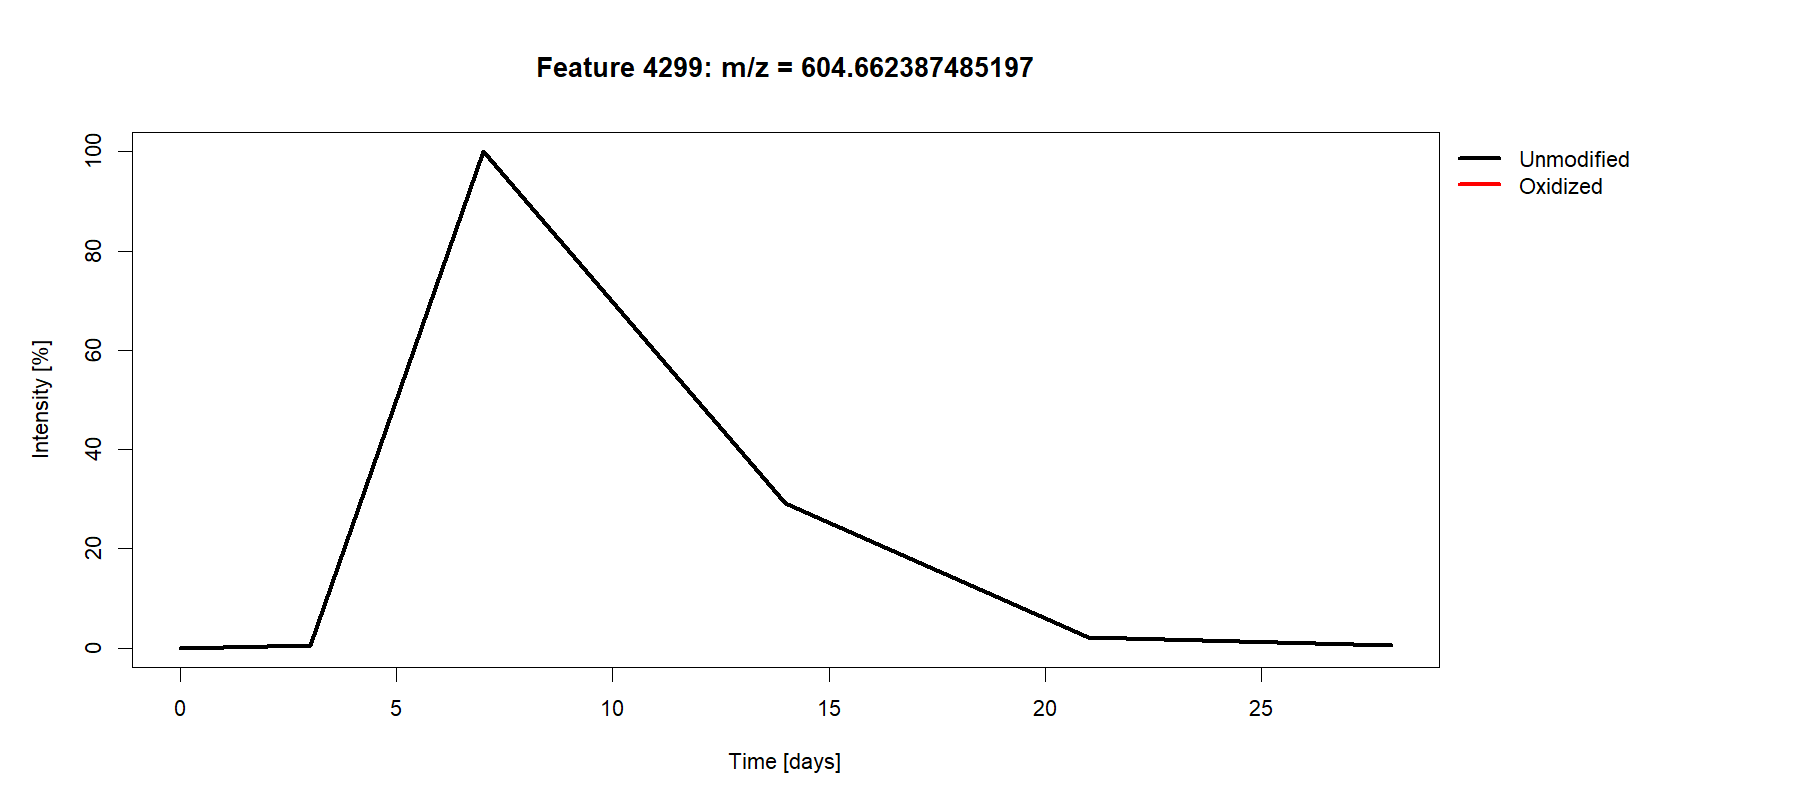 Feature 4299: m/z = 604.662387485197
Unmodified
Oxidized
Intensity [%]
100
80
60
40
20
0
0 5 10 15 20 25
Time [days]